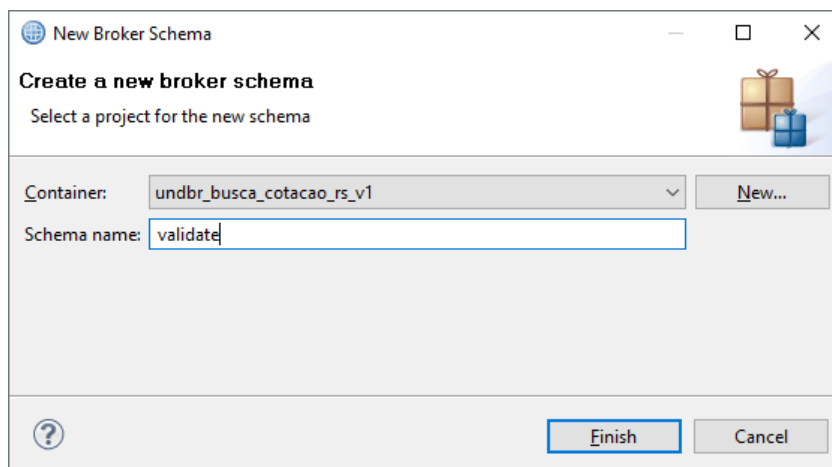 New Broker Schema
Create a new broker schema
Select a project for the new schema
Container: undbr_busca_cotacao_rs_v1 New...
Schema name: validate
? Finish Cancel